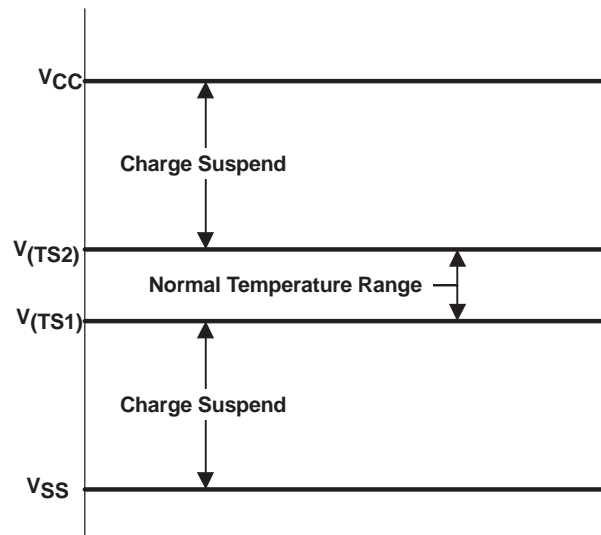 VCC
Charge Suspend
V(TS2)
Normal Temperature Range
V(TS1)
Charge Suspend
VSS